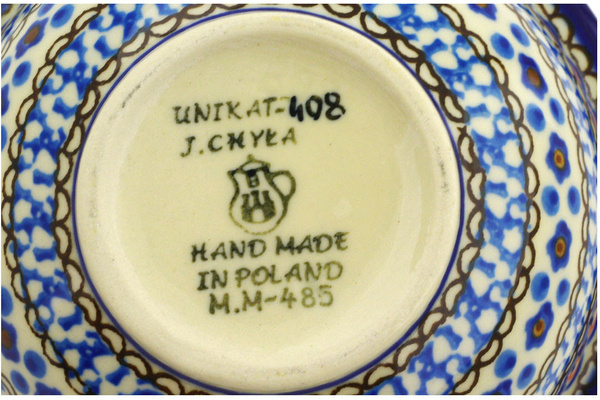 UNIKAT-408
J.CHYŁA
HAND MADE
IN POLAND
M.M-485